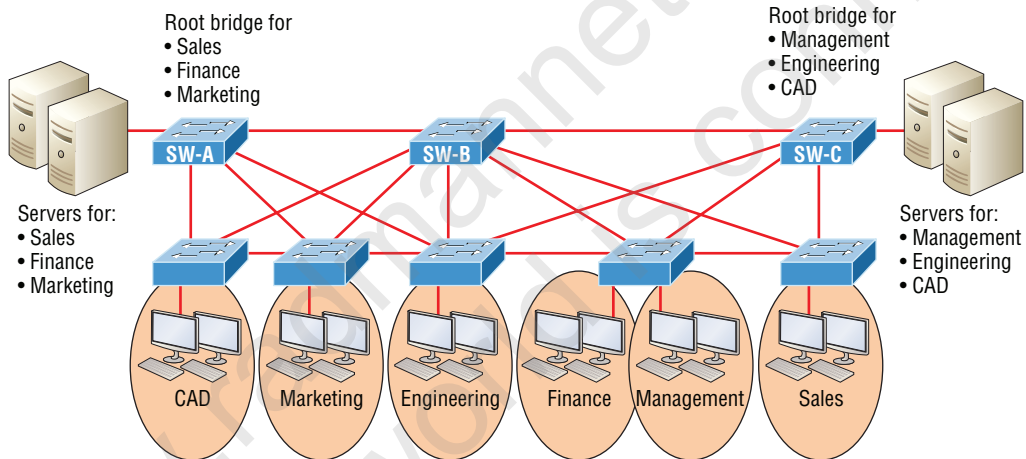 Root bridge for
• Sales
• Finance
• Marketing
Root bridge for
• Management
• Engineering
• CAD
SW-A
SW-B
SW-C
Servers for:
• Sales
• Finance
• Marketing
Servers for:
• Management
• Engineering
• CAD
CAD
Marketing
Engineering
Finance
Management
Sales